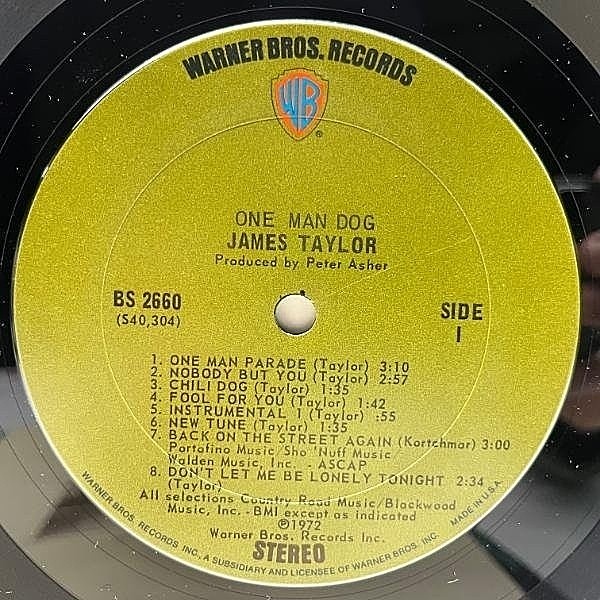 WARNER BROS. RECORDS
WB
®
ONE MAN DOG
JAMES TAYLOR
Produced by Peter Asher
BS 2660
(S40,304)
SIDE
1
1. ONE MAN PARADE (Taylor) 3:10
2. NOBODY BUT YOU (Taylor) 2:57
3. CHILI DOG (Taylor) 1:35
4. FOOL FOR YOU (Taylor) 1:42
5. INSTRUMENTAL 1 (Taylor) :55
6. NEW TUNE (Taylor) 1:35
7. BACK ON THE STREET AGAIN (Kortchmar) 3:00
Portofino Music/Sho 'Nuff Music/
Walden Music, Inc. - ASCAP
8. DON'T LET ME BE LONELY TONIGHT 2:34
(Taylor)
All selections Country Road Music/Blackwood
Music, Inc. - BMI except as indicated
℗1972
Warner Bros. Records Inc.
STEREO
WARNER BROS. RECORDS INC., A SUBSIDIARY AND LICENSEE OF WARNER BROS. INC. MADE IN U.S.A.